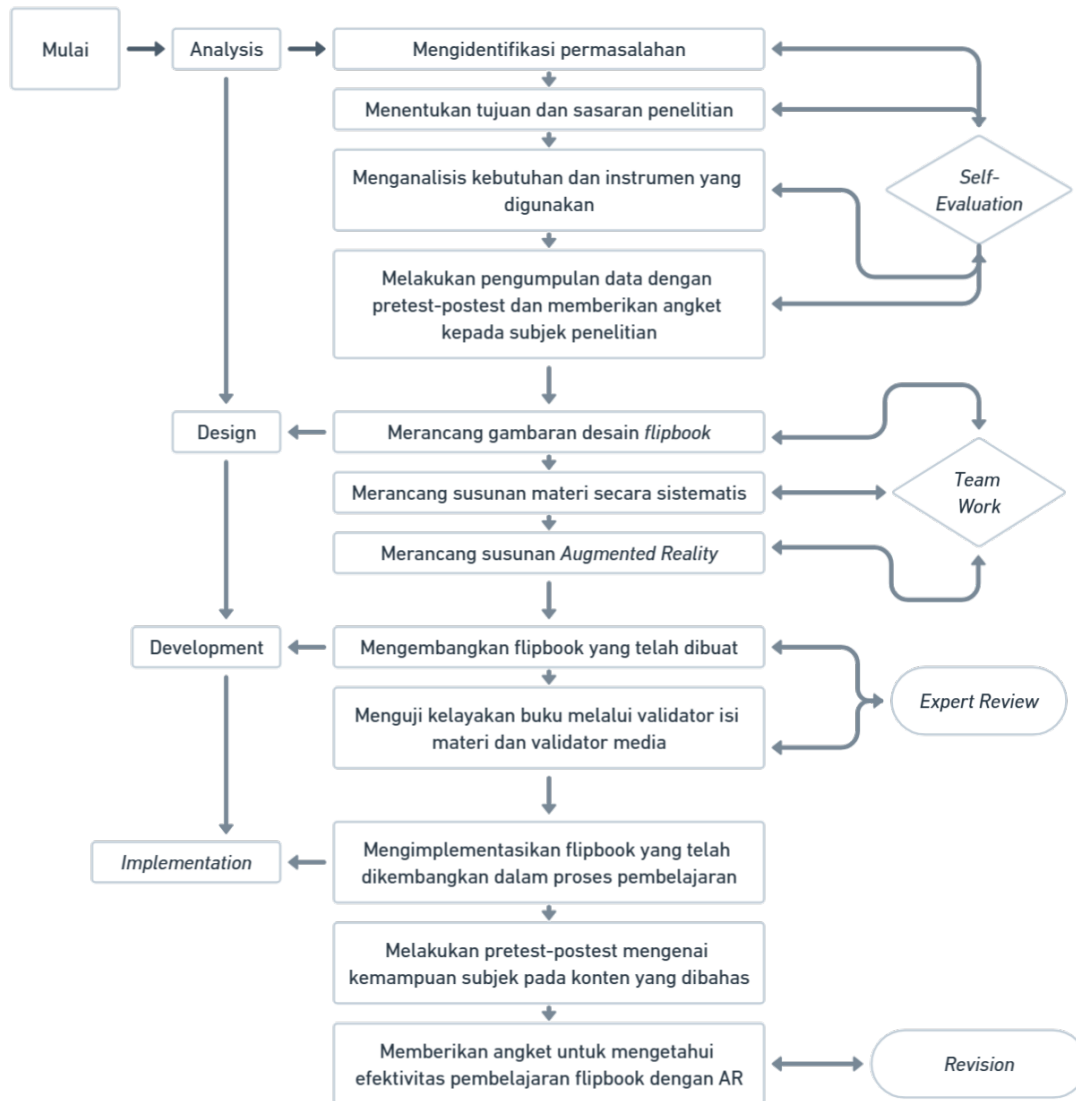 Mulai
Analysis
Mengidentifikasi permasalahan
Menentukan tujuan dan sasaran penelitian
Menganalisis kebutuhan dan instrumen yang
digunakan
Self-
Evaluation
Melakukan pengumpulan data dengan
pretest-postest dan memberikan angket
kepada subjek penelitian
Design
Merancang gambaran desain flipbook
Merancang susunan materi secara sistematis
Team
Work
Merancang susunan Augmented Reality
Development
Mengembangkan flipbook yang telah dibuat
Menguji kelayakan buku melalui validator isi
materi dan validator media
Expert Review
Implementation
Mengimplementasikan flipbook yang telah
dikembangkan dalam proses pembelajaran
Melakukan pretest-postest mengenai
kemampuan subjek pada konten yang dibahas
Memberikan angket untuk mengetahui
efektivitas pembelajaran flipbook dengan AR
Revision